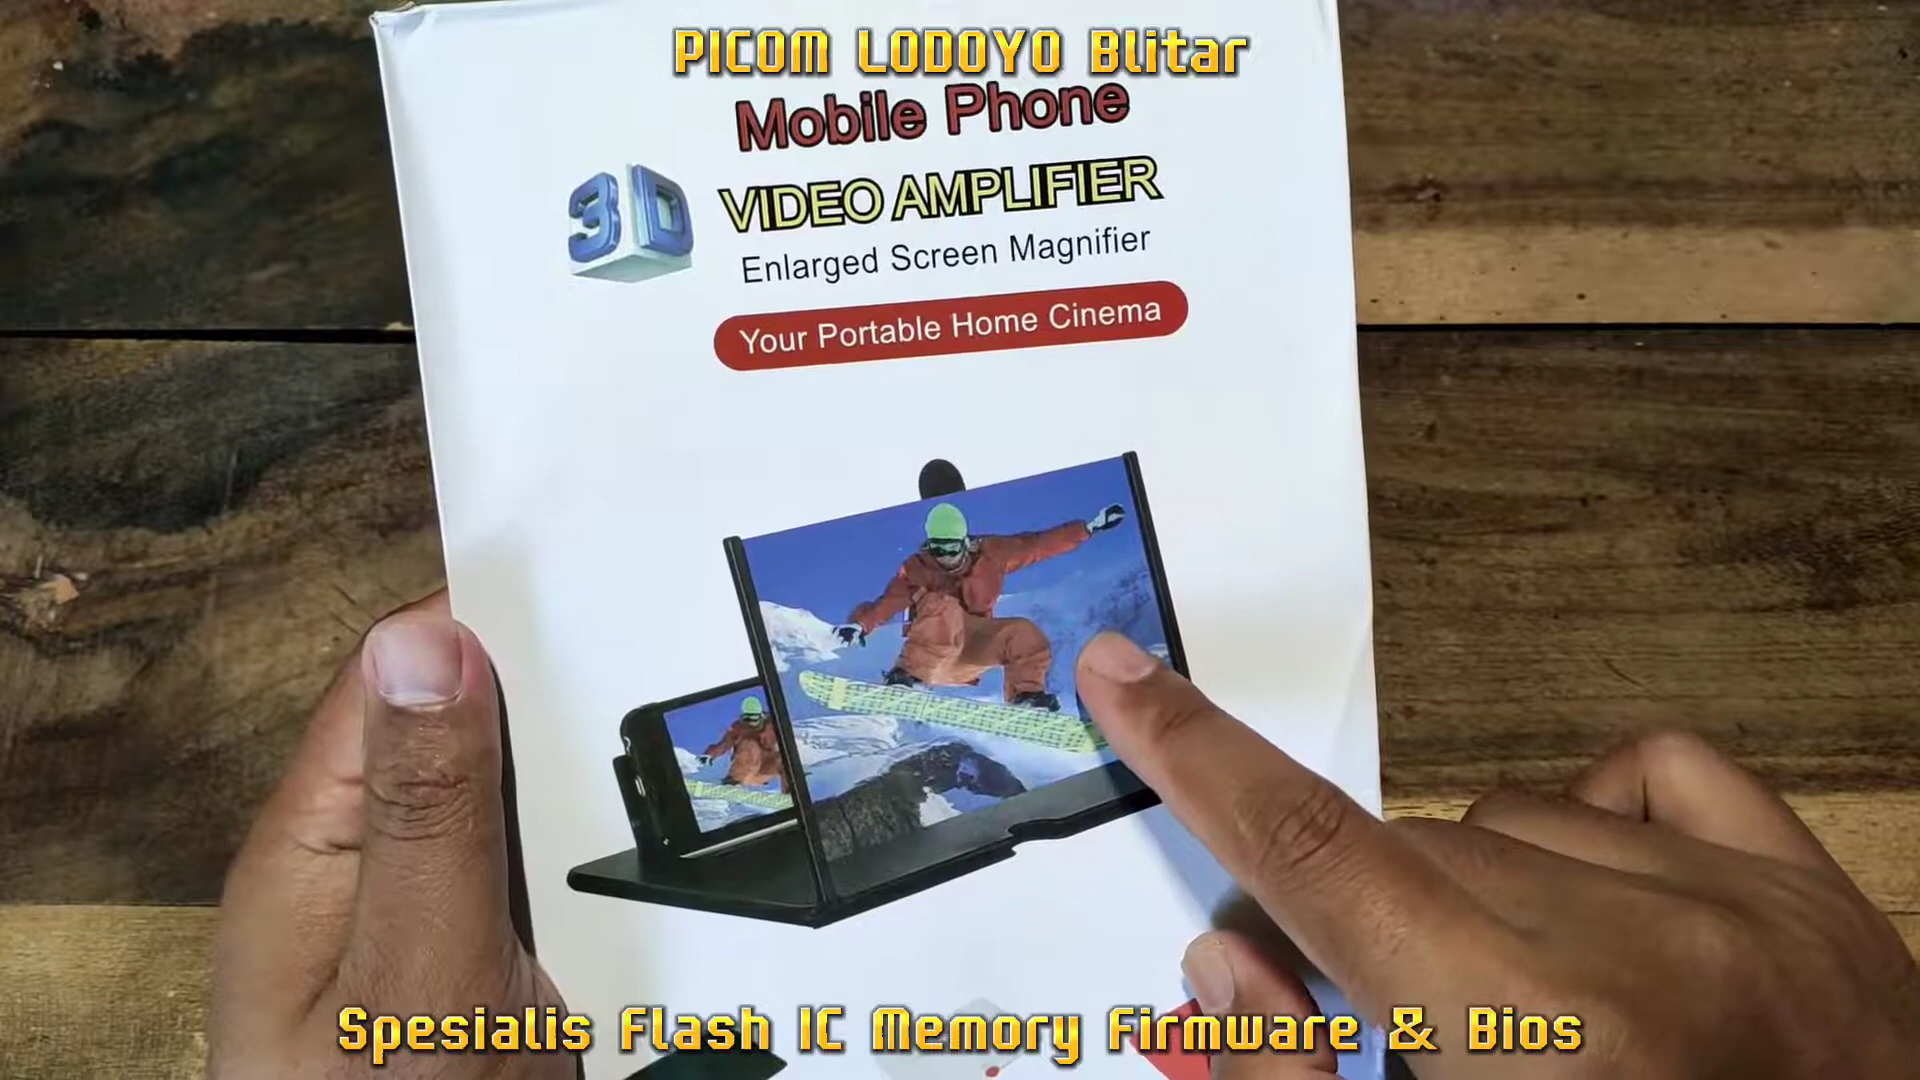 PICOM LODOYO Blitar
Mobile Phone
3D
VIDEO AMPLIFIER
Enlarged Screen Magnifier
Your Portable Home Cinema
Spesialis Flash IC Memory Firmware & Bios